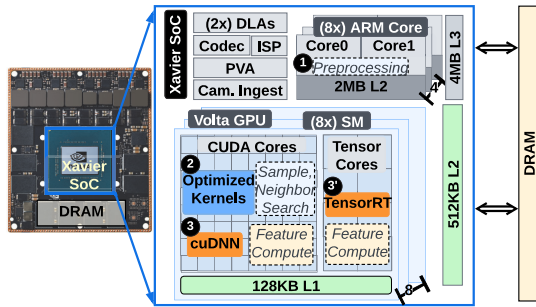 Xavier SoC
(2x) DLAs
Codec
ISP
PVA
Cam. Ingest
(8x) ARM Core
Core0
Core1
1
Preprocessing
2MB L2
4
4MB L3
DRAM
Xavier
SoC
DRAM
Volta GPU
(8x) SM
CUDA Cores
Tensor
Cores
2
Optimized
Kernels
Sample,
Neighbor
Search
3'
TensorRT
3
cuDNN
Feature
Compute
Feature
Compute
128KB L1
8
512KB L2